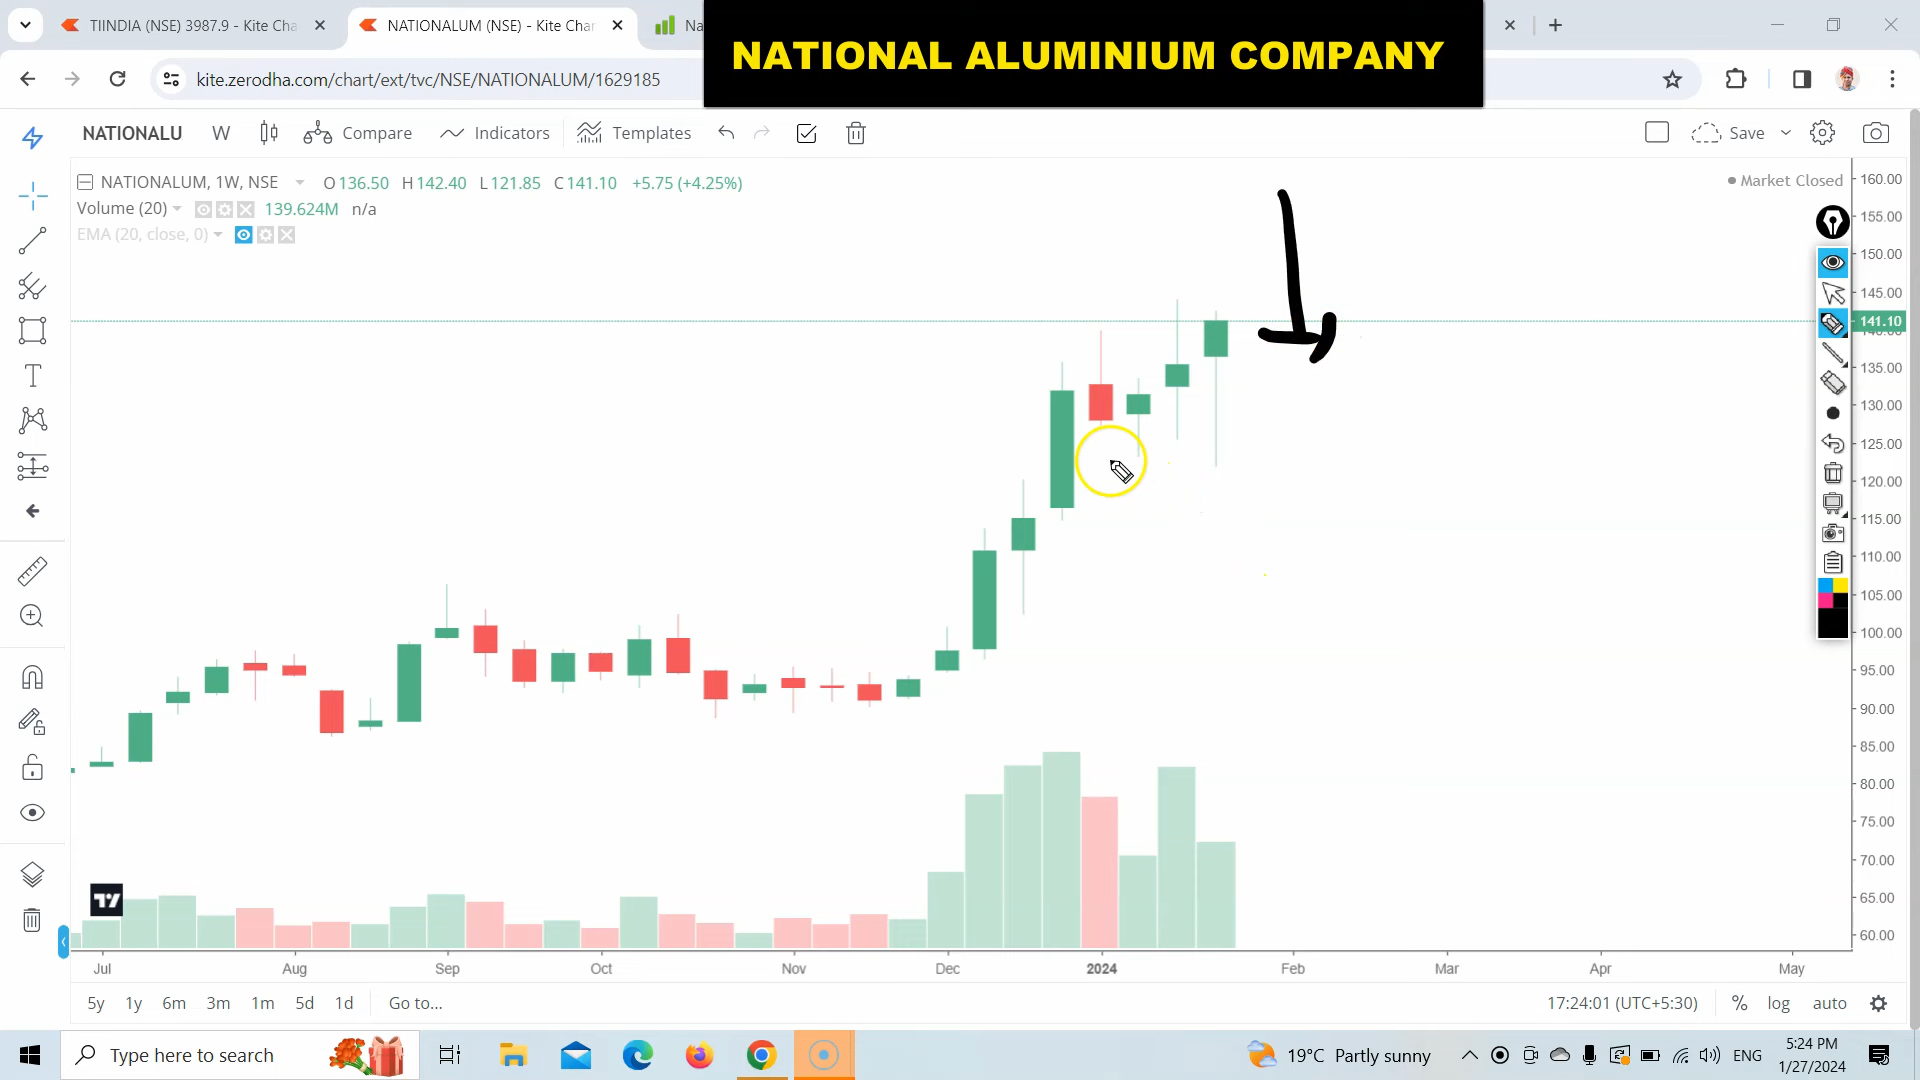 TIINDIA (NSE) 3987.9 - Kite Cha
NATIONALUM (NSE) - Kite Char
Na
NATIONAL ALUMINIUM COMPANY
kite.zerodha.com/chart/ext/tvc/NSE/NATIONALUM/1629185
NATIONALU W Compare Indicators Templates Save
NATIONALUM, 1W, NSE O136.50 H142.40 L121.85 C141.10 +5.75 (+4.25%)
Market Closed
Volume (20) 139.624M n/a
EMA (20, close, 0)
160.00
155.00
150.00
145.00
141.10
140.00
135.00
130.00
125.00
120.00
115.00
110.00
105.00
100.00
95.00
90.00
85.00
80.00
75.00
70.00
65.00
60.00
Jul Aug Sep Oct Nov Dec 2024 Feb Mar Apr May
5y 1y 6m 3m 1m 5d 1d Go to... 17:24:01 (UTC+5:30) % log auto
Type here to search
19°C Partly sunny
ENG
5:24 PM
1/27/2024